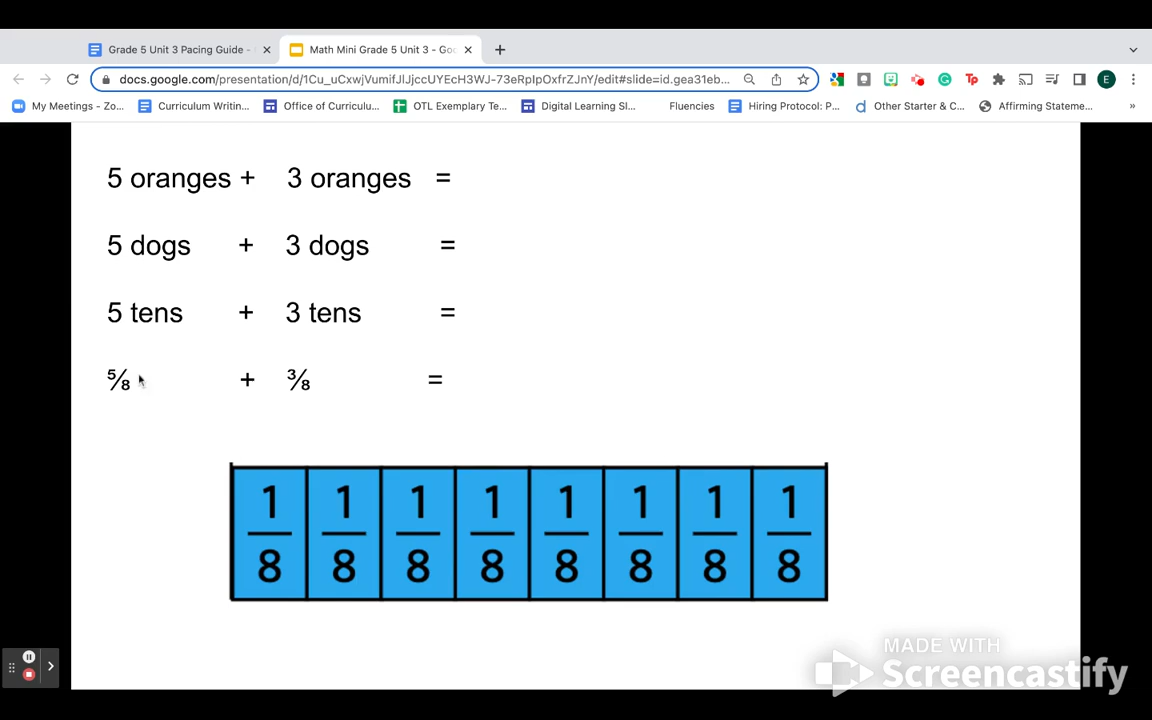 Grade 5 Unit 3 Pacing Guide -
Math Mini Grade 5 Unit 3 - Goo
docs.google.com/presentation/d/1Cu_uCxwjVumifJlJjccUYEcH3WJ-73eRpIpOxfrZJnY/edit#slide=id.gea31eb...
E
My Meetings - Zo...
Curriculum Writin...
Office of Curriculu...
OTL Exemplary Te...
Digital Learning Sl...
Fluencies
Hiring Protocol: P...
Other Starter & C...
Affirming Stateme...
»
5 oranges + 3 oranges =
5 dogs + 3 dogs =
5 tens + 3 tens =
⅝ + ⅜ =
1 1 1 1 1 1 1 1
8 8 8 8 8 8 8 8
MADE WITH
Screencastify